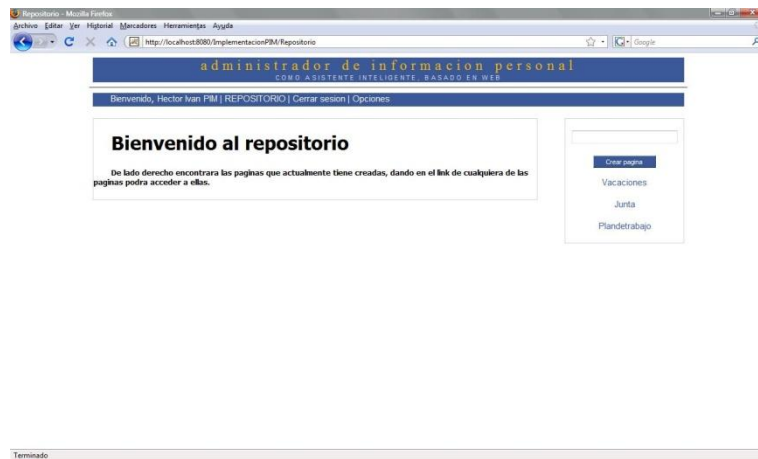 Repositorio - Mozilla Firefox
Archivo Editar Ver Historial Marcadores Herramientas Ayuda
http://localhost:8080/ImplementacionPIM/Repositorio
Google
administrador de informacion personal
COMO ASISTENTE INTELIGENTE, BASADO EN WEB
Bienvenido, Hector Ivan PIM | REPOSITORIO | Cerrar sesion | Opciones
Bienvenido al repositorio
De lado derecho encontrara las paginas que actualmente tiene creadas, dando en el link de cualquiera de las
paginas podra acceder a ellas.
Crear pagina
Vacaciones
Junta
Plandetrabajo
Terminado